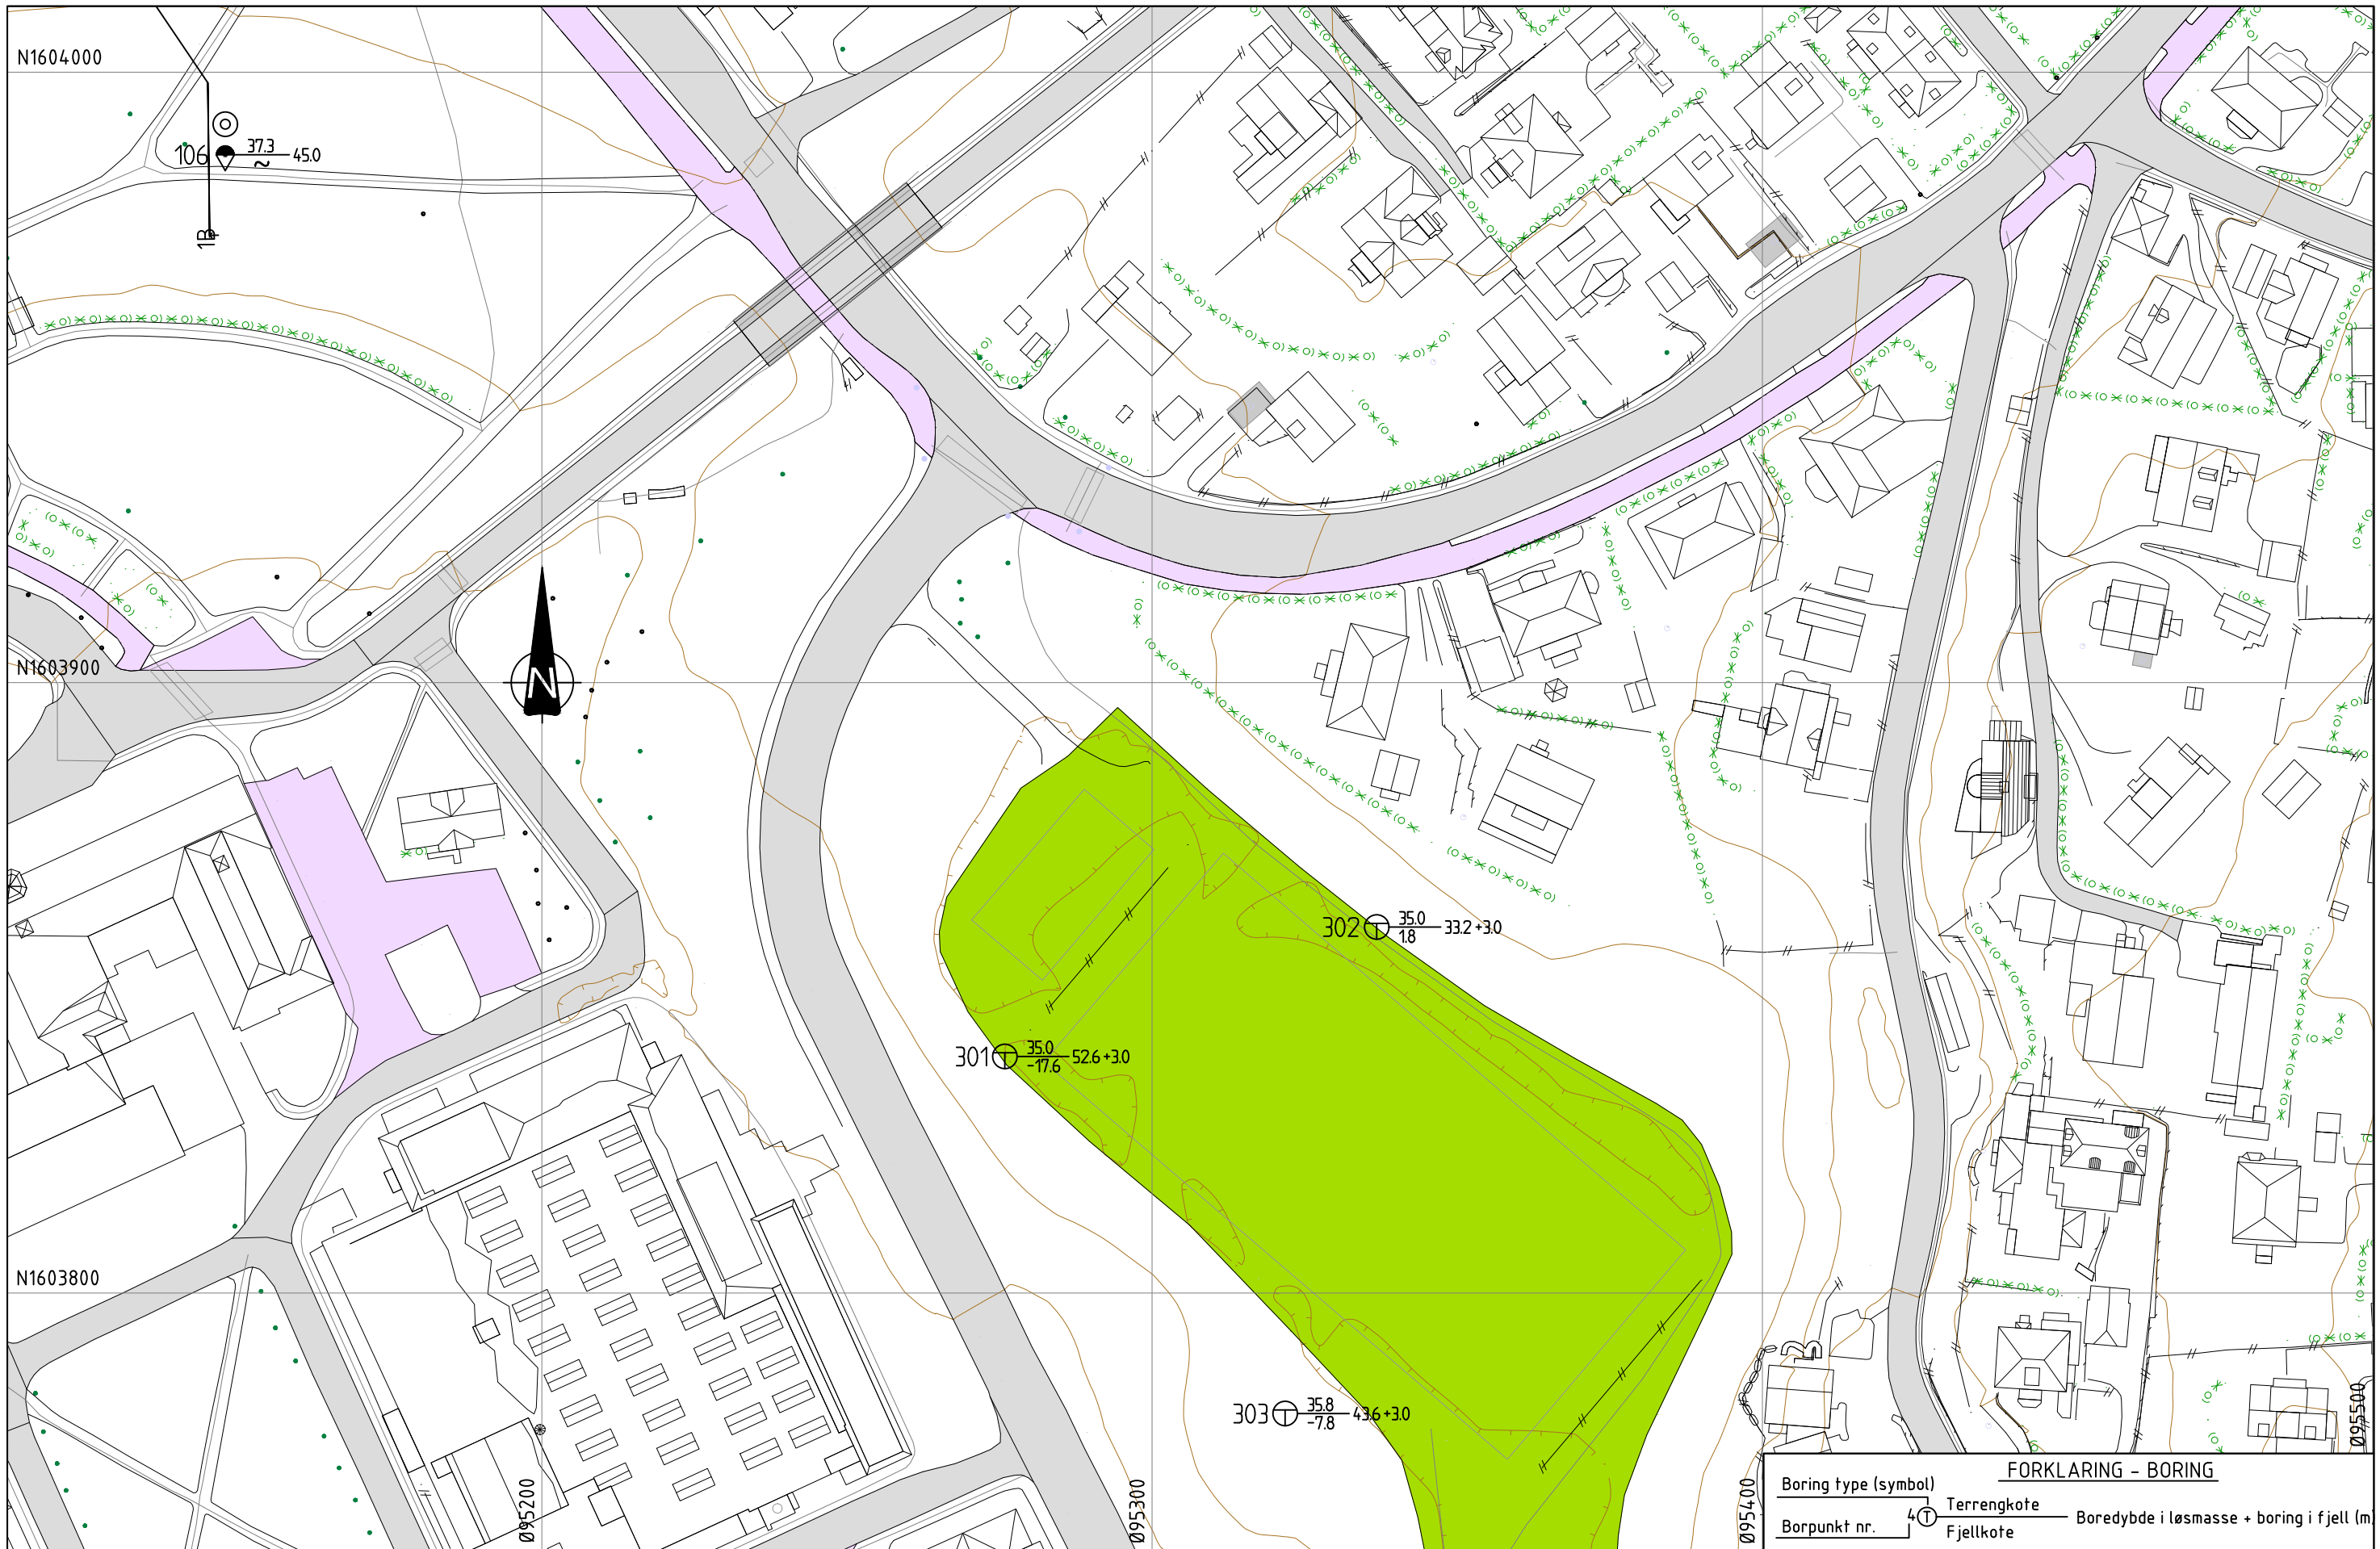 N1604000
106 37.3 45.0
~
1B
N1603900
N
302 35.0 33.2 +3.0
1.8
301 35.0 52.6 +3.0
-17.6
N1603800
303 35.8 43.6 +3.0
-7.8
3
Ø95200
Ø95300
Ø95400
Ø95500
FORKLARING - BORING
Boring type (symbol)
Borpunkt nr.
4 T
Terrengkote
Fjellkote
Boredybde i løsmasse + boring i fjell (m